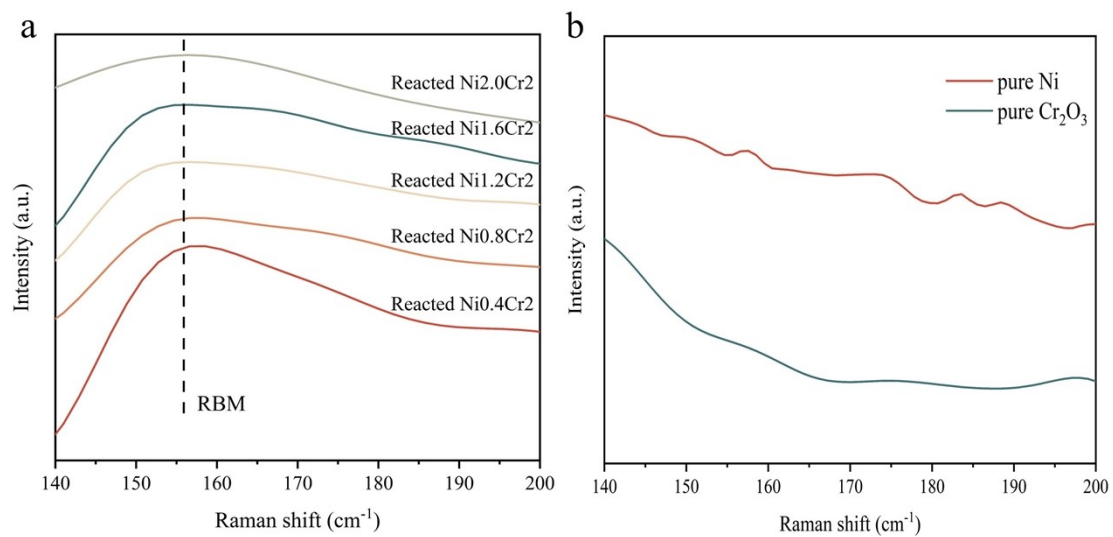 a
Intensity (a.u.)
Reacted Ni2.0Cr2
Reacted Ni1.6Cr2
Reacted Ni1.2Cr2
Reacted Ni0.8Cr2
Reacted Ni0.4Cr2
RBM
140 150 160 170 180 190 200
Raman shift (cm⁻¹)
b
Intensity (a.u.)
pure Ni
pure Cr₂O₃
140 150 160 170 180 190 200
Raman shift (cm⁻¹)